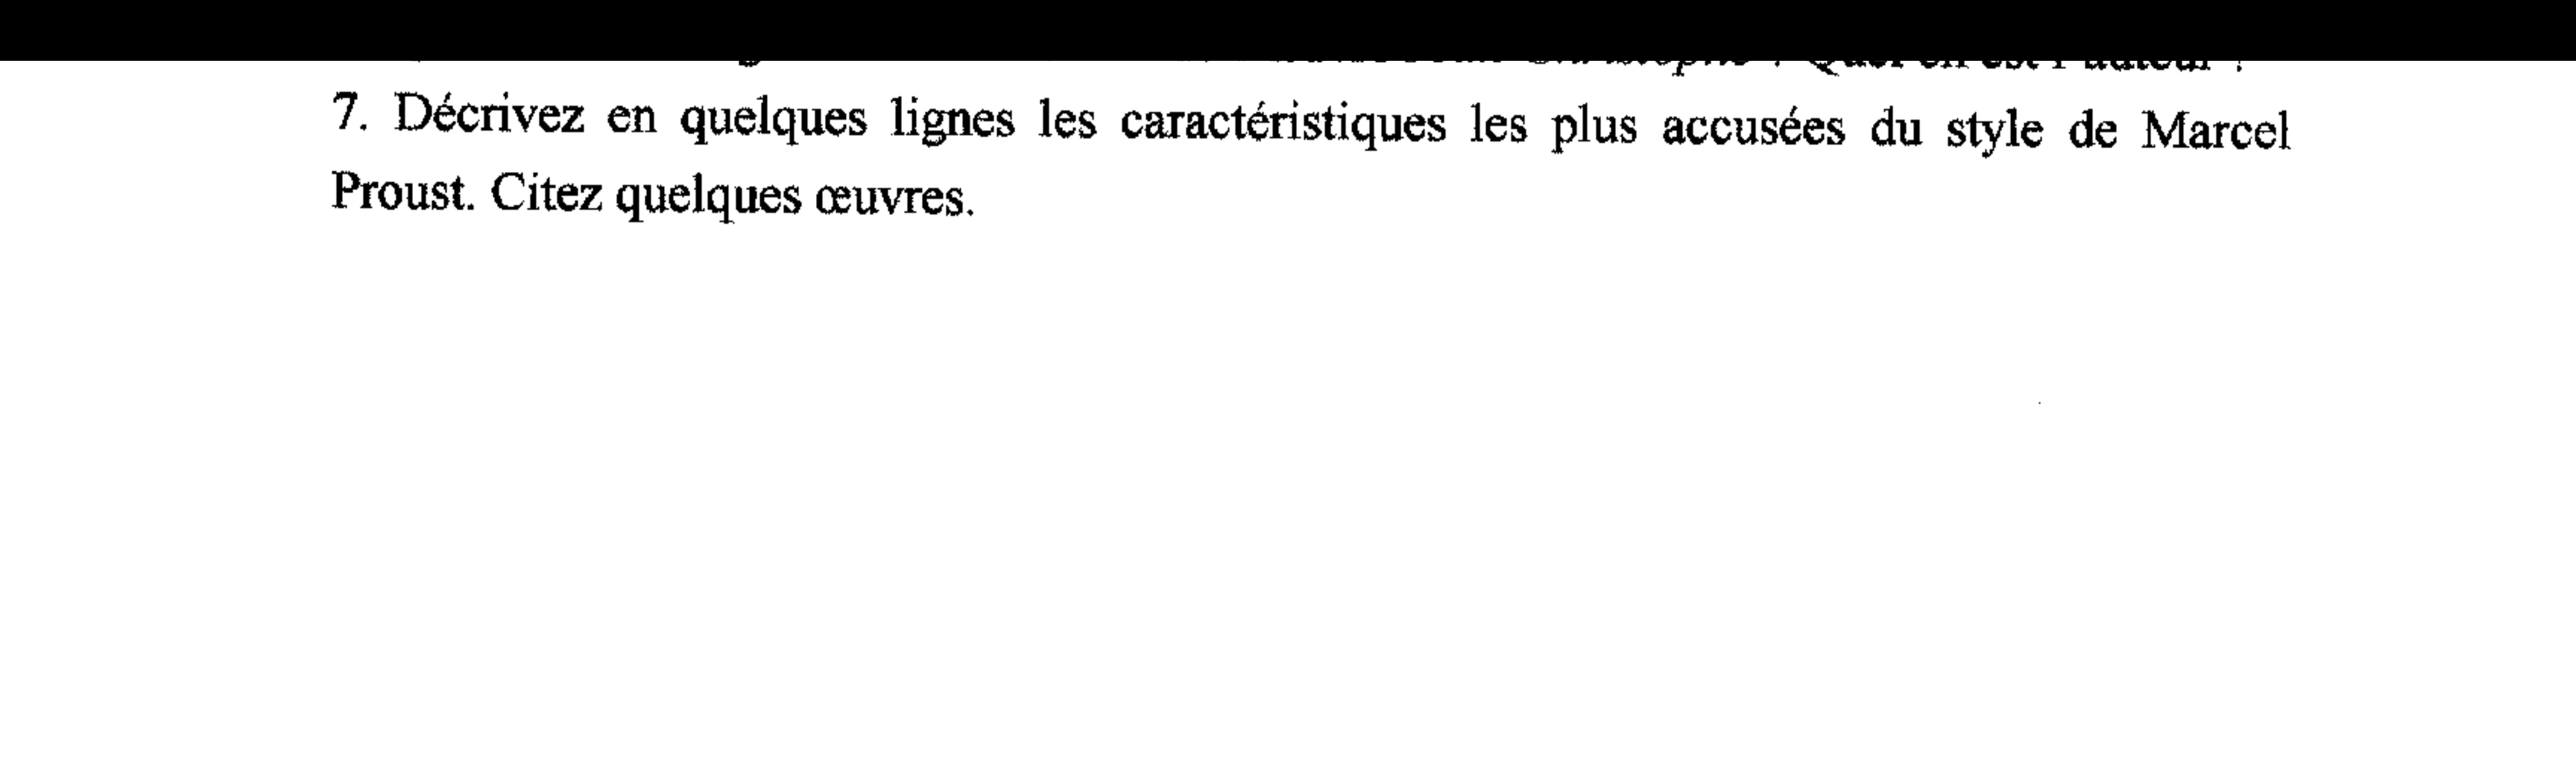 Quel en est l'auteur ?
7. Décrivez en quelques lignes les caractéristiques les plus accusées du style de Marcel
Proust. Citez quelques œuvres.